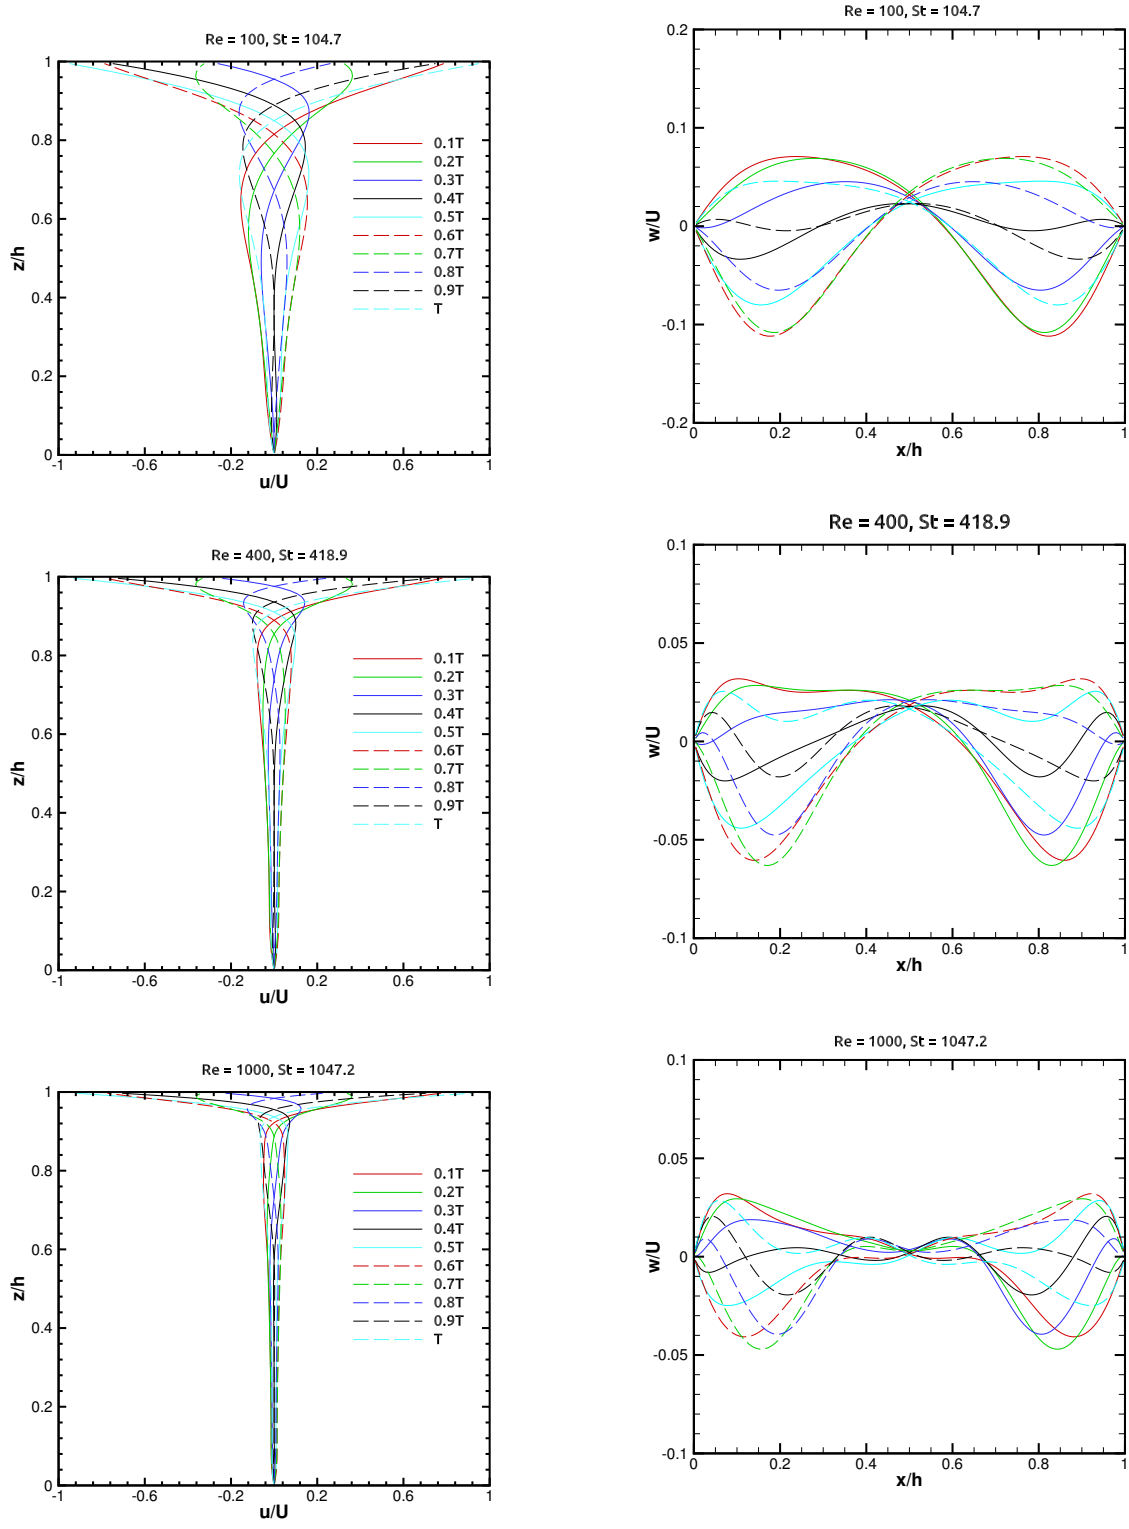 Re = 100, St = 104.7
1
0.8
0.6
0.4
0.2
0
z/h
-1
-0.6
-0.2
0.2
0.6
1
u/U
0.1T
0.2T
0.3T
0.4T
0.5T
0.6T
0.7T
0.8T
0.9T
T
Re = 100, St = 104.7
0.2
0.1
0
-0.1
-0.2
w/U
0
0.2
0.4
0.6
0.8
1
x/h
Re = 400, St = 418.9
1
0.8
0.6
0.4
0.2
0
z/h
-1
-0.6
-0.2
0.2
0.6
1
u/U
0.1T
0.2T
0.3T
0.4T
0.5T
0.6T
0.7T
0.8T
0.9T
T
Re = 400, St = 418.9
0.1
0.05
0
-0.05
-0.1
w/U
0
0.2
0.4
0.6
0.8
1
x/h
Re = 1000, St = 1047.2
1
0.8
0.6
0.4
0.2
0
z/h
-1
-0.6
-0.2
0.2
0.6
1
u/U
0.1T
0.2T
0.3T
0.4T
0.5T
0.6T
0.7T
0.8T
0.9T
T
Re = 1000, St = 1047.2
0.1
0.05
0
-0.05
-0.1
w/U
0
0.2
0.4
0.6
0.8
1
x/h